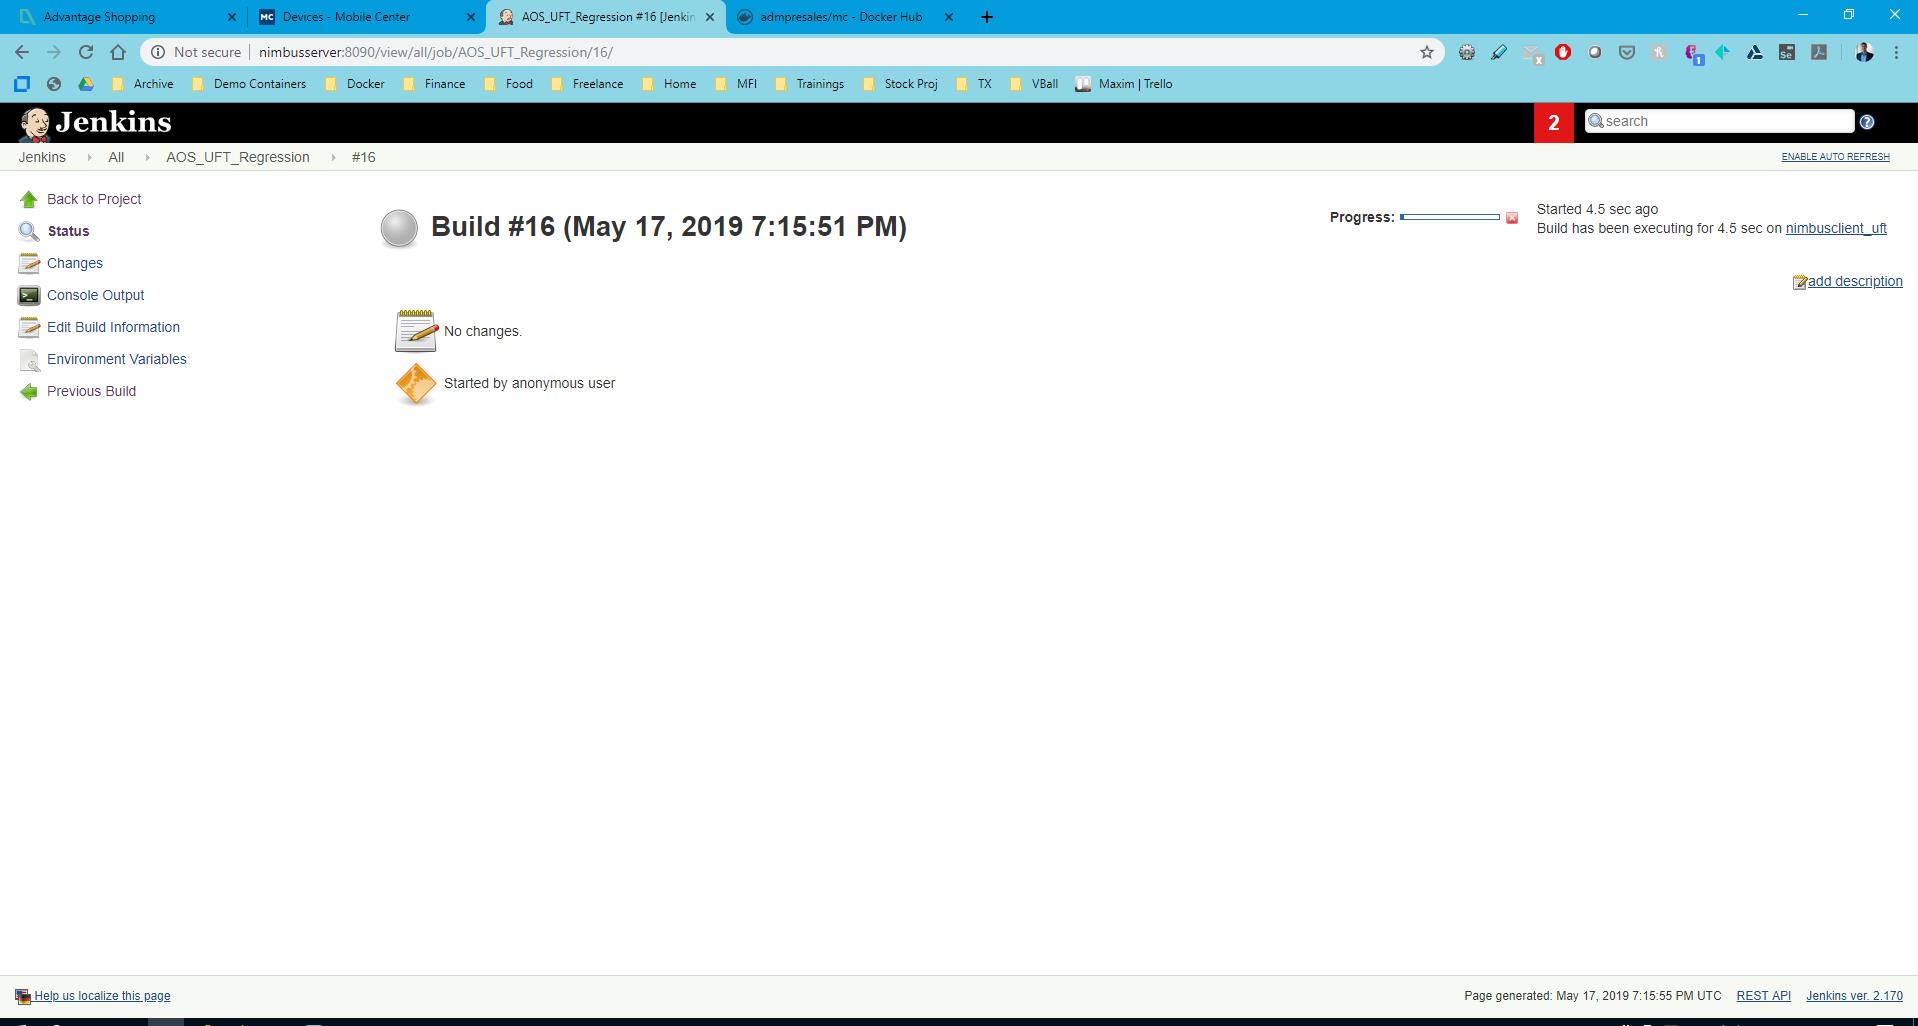 Advantage Shopping
MC Devices - Mobile Center
AOS_UFT_Regression #16 [Jenkin
admpresales/mc - Docker Hub
Not secure nimbusserver:8090/view/all/job/AOS_UFT_Regression/16/
x
1
Se
Archive Demo Containers Docker Finance Food Freelance Home MFI Trainings Stock Proj TX VBall Maxim | Trello
Jenkins
2
search
?
Jenkins All AOS_UFT_Regression #16
ENABLE AUTO REFRESH
Back to Project
Status
Changes
Console Output
Edit Build Information
Environment Variables
Previous Build
Build #16 (May 17, 2019 7:15:51 PM)
Progress:
Started 4.5 sec ago
Build has been executing for 4.5 sec on nimbusclient_uft
add description
No changes.
Started by anonymous user
Help us localize this page
Page generated: May 17, 2019 7:15:55 PM UTC REST API Jenkins ver. 2.170